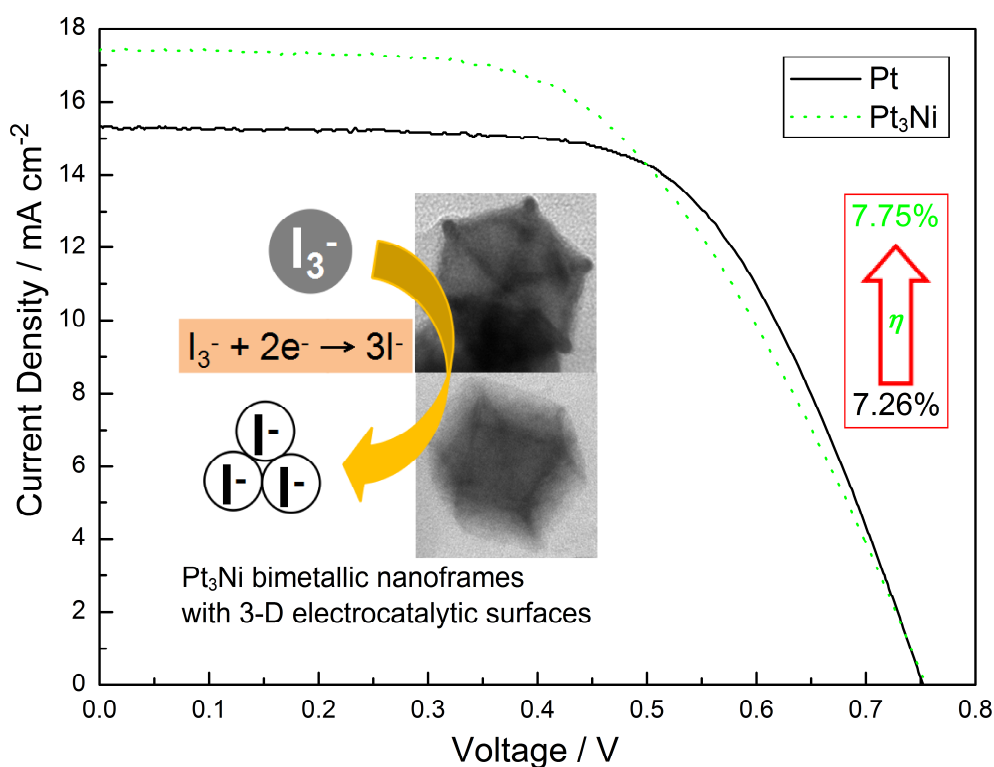 18
16
14
12
10
8
6
4
2
0
Current Density / mA cm⁻²
0.0 0.1 0.2 0.3 0.4 0.5 0.6 0.7 0.8
Voltage / V
Pt
Pt₃Ni
I₃⁻
I₃⁻ + 2e⁻ → 3I⁻
I⁻
I⁻ I⁻
Pt₃Ni bimetallic nanoframes
with 3-D electrocatalytic surfaces
7.75%
η
7.26%